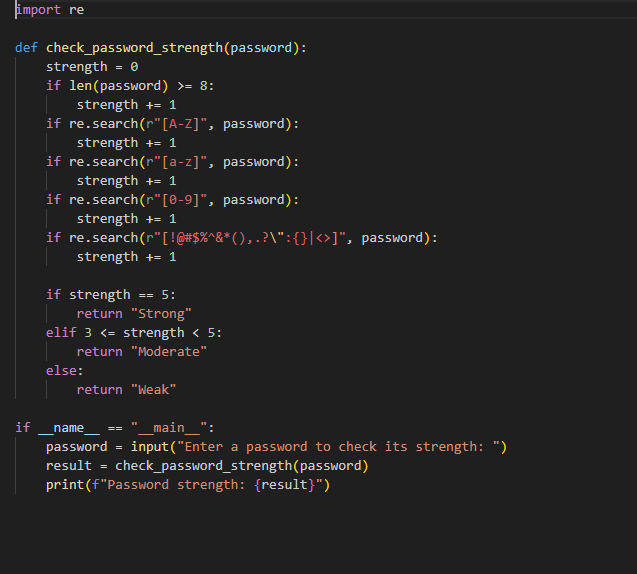 import re

def check_password_strength(password):
    strength = 0
    if len(password) >= 8:
        strength += 1
    if re.search(r"[A-Z]", password):
        strength += 1
    if re.search(r"[a-z]", password):
        strength += 1
    if re.search(r"[0-9]", password):
        strength += 1
    if re.search(r"[!@#$%^&*(),.?\":{}|<>]", password):
        strength += 1

    if strength == 5:
        return "Strong"
    elif 3 <= strength < 5:
        return "Moderate"
    else:
        return "Weak"

if __name__ == "__main__":
    password = input("Enter a password to check its strength: ")
    result = check_password_strength(password)
    print(f"Password strength: {result}")